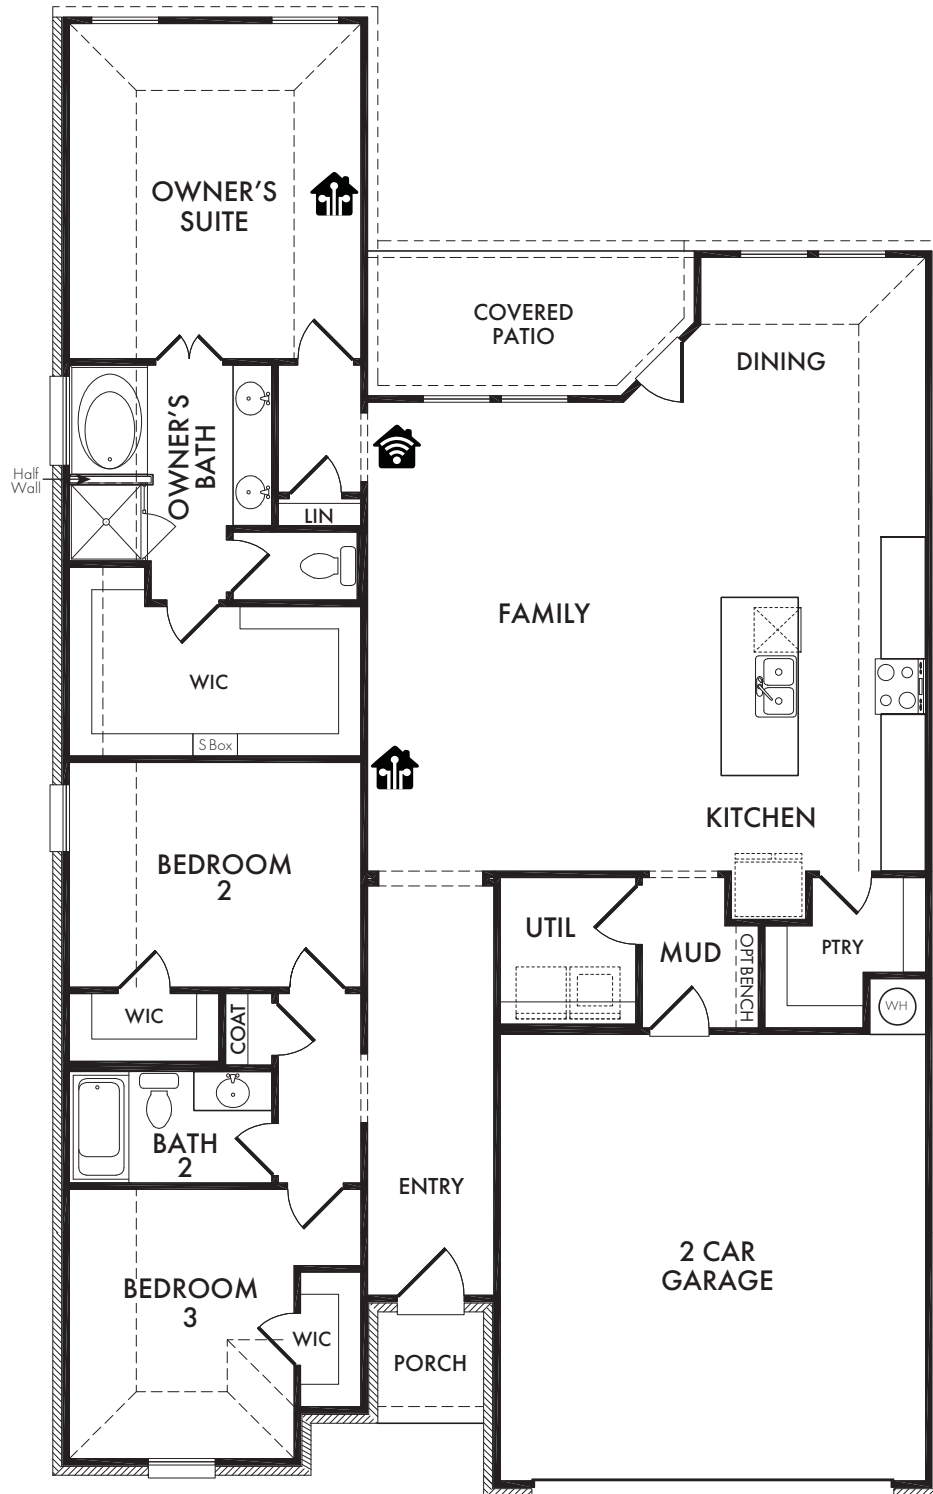 OWNER'S
SUITE
COVERED
PATIO
DINING
OWNER'S
BATH
Half
Wall
LIN
FAMILY
WIC
S Box
KITCHEN
BEDROOM
2
UTIL
MUD
OPT BENCH
PTRY
WH
WIC
COAT
BATH
2
ENTRY
2 CAR
GARAGE
BEDROOM
3
WIC
PORCH